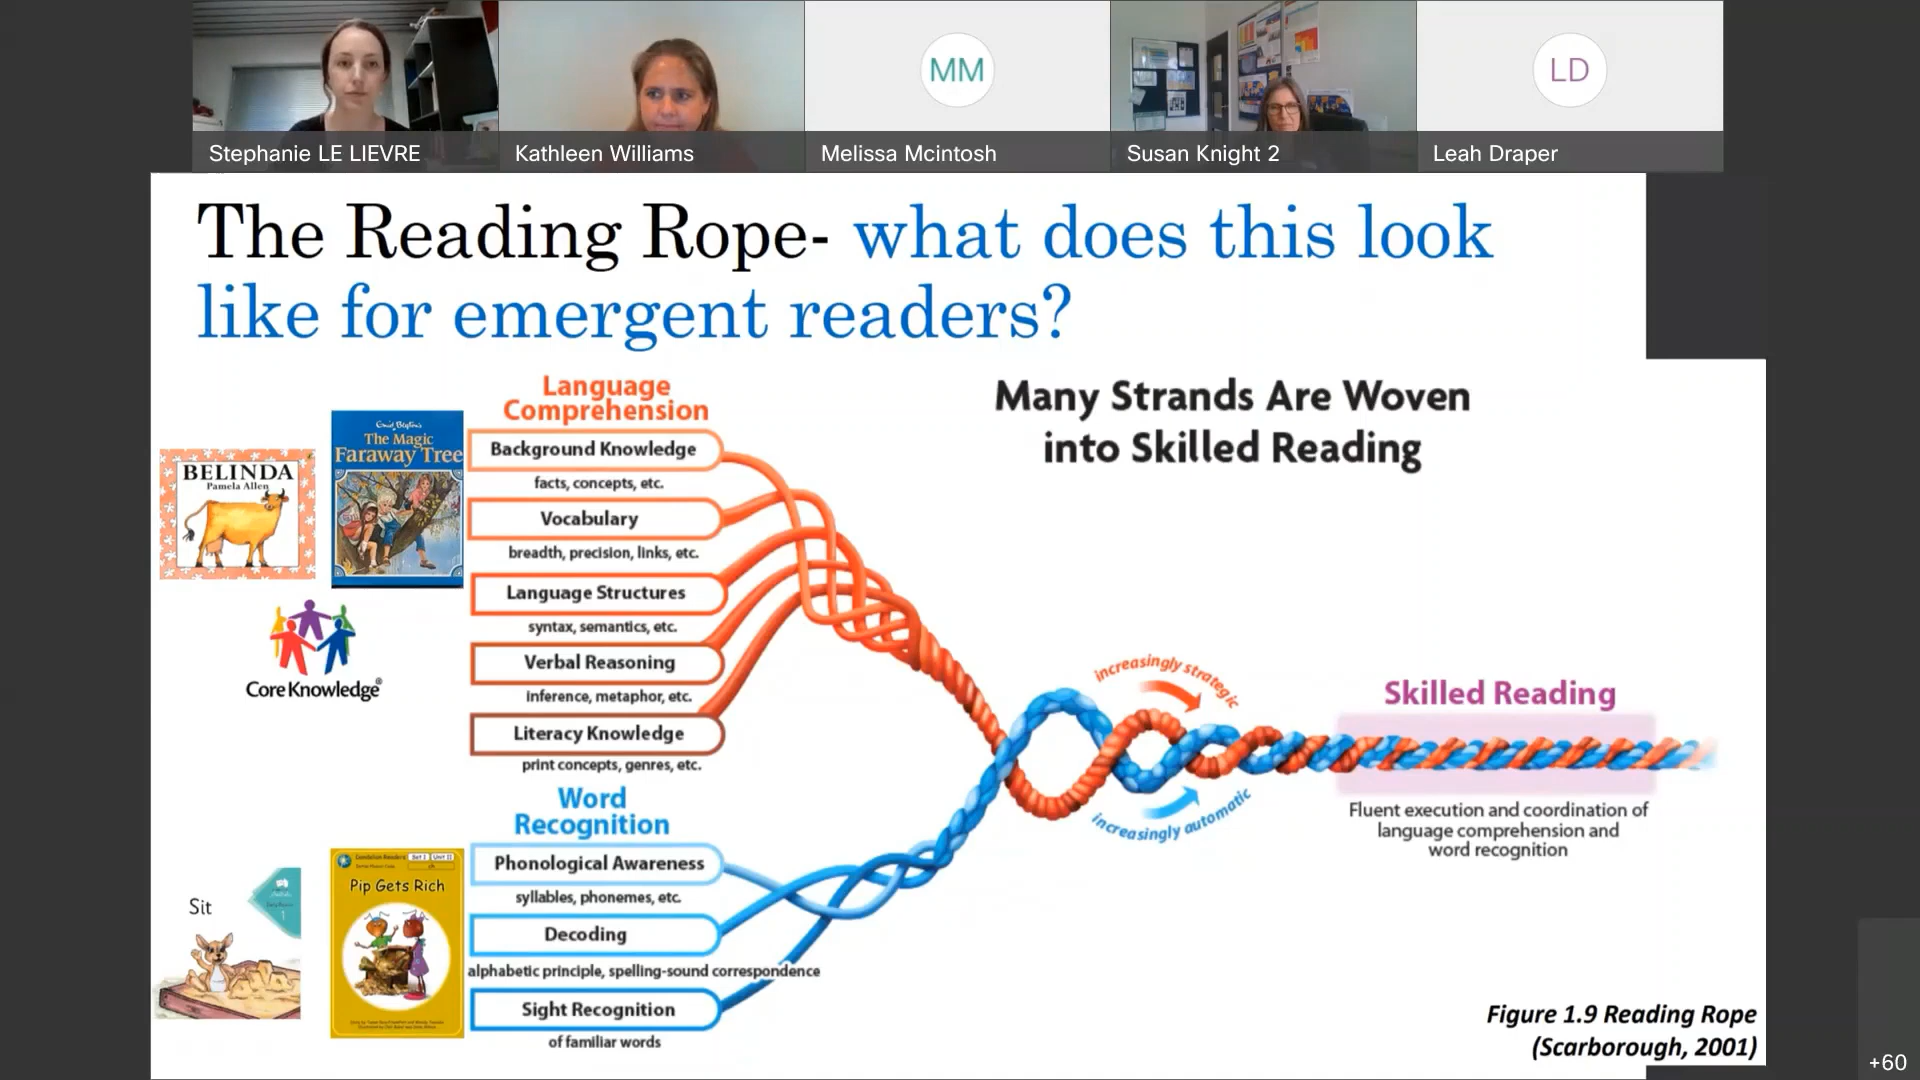 MM
LD
Stephanie LE LIEVRE
Kathleen Williams
Melissa Mcintosh
Susan Knight 2
Leah Draper
The Reading Rope- what does this look
like for emergent readers?
Many Strands Are Woven
into Skilled Reading
Language
Comprehension
Background Knowledge
facts, concepts, etc.
Vocabulary
breadth, precision, links, etc.
Language Structures
syntax, semantics, etc.
Verbal Reasoning
inference, metaphor, etc.
Literacy Knowledge
print concepts, genres, etc.
BELINDA
Pamela Allen
Enid Blyton's
The Magic
Faraway Tree
Core Knowledge®
Word
Recognition
Phonological Awareness
syllables, phonemes, etc.
Decoding
alphabetic principle, spelling-sound correspondence
Sight Recognition
of familiar words
Sit
1
Pip Gets Rich
increasingly strategic
increasingly automatic
Skilled Reading
Fluent execution and coordination of
language comprehension and
word recognition
Figure 1.9 Reading Rope
(Scarborough, 2001)
+60